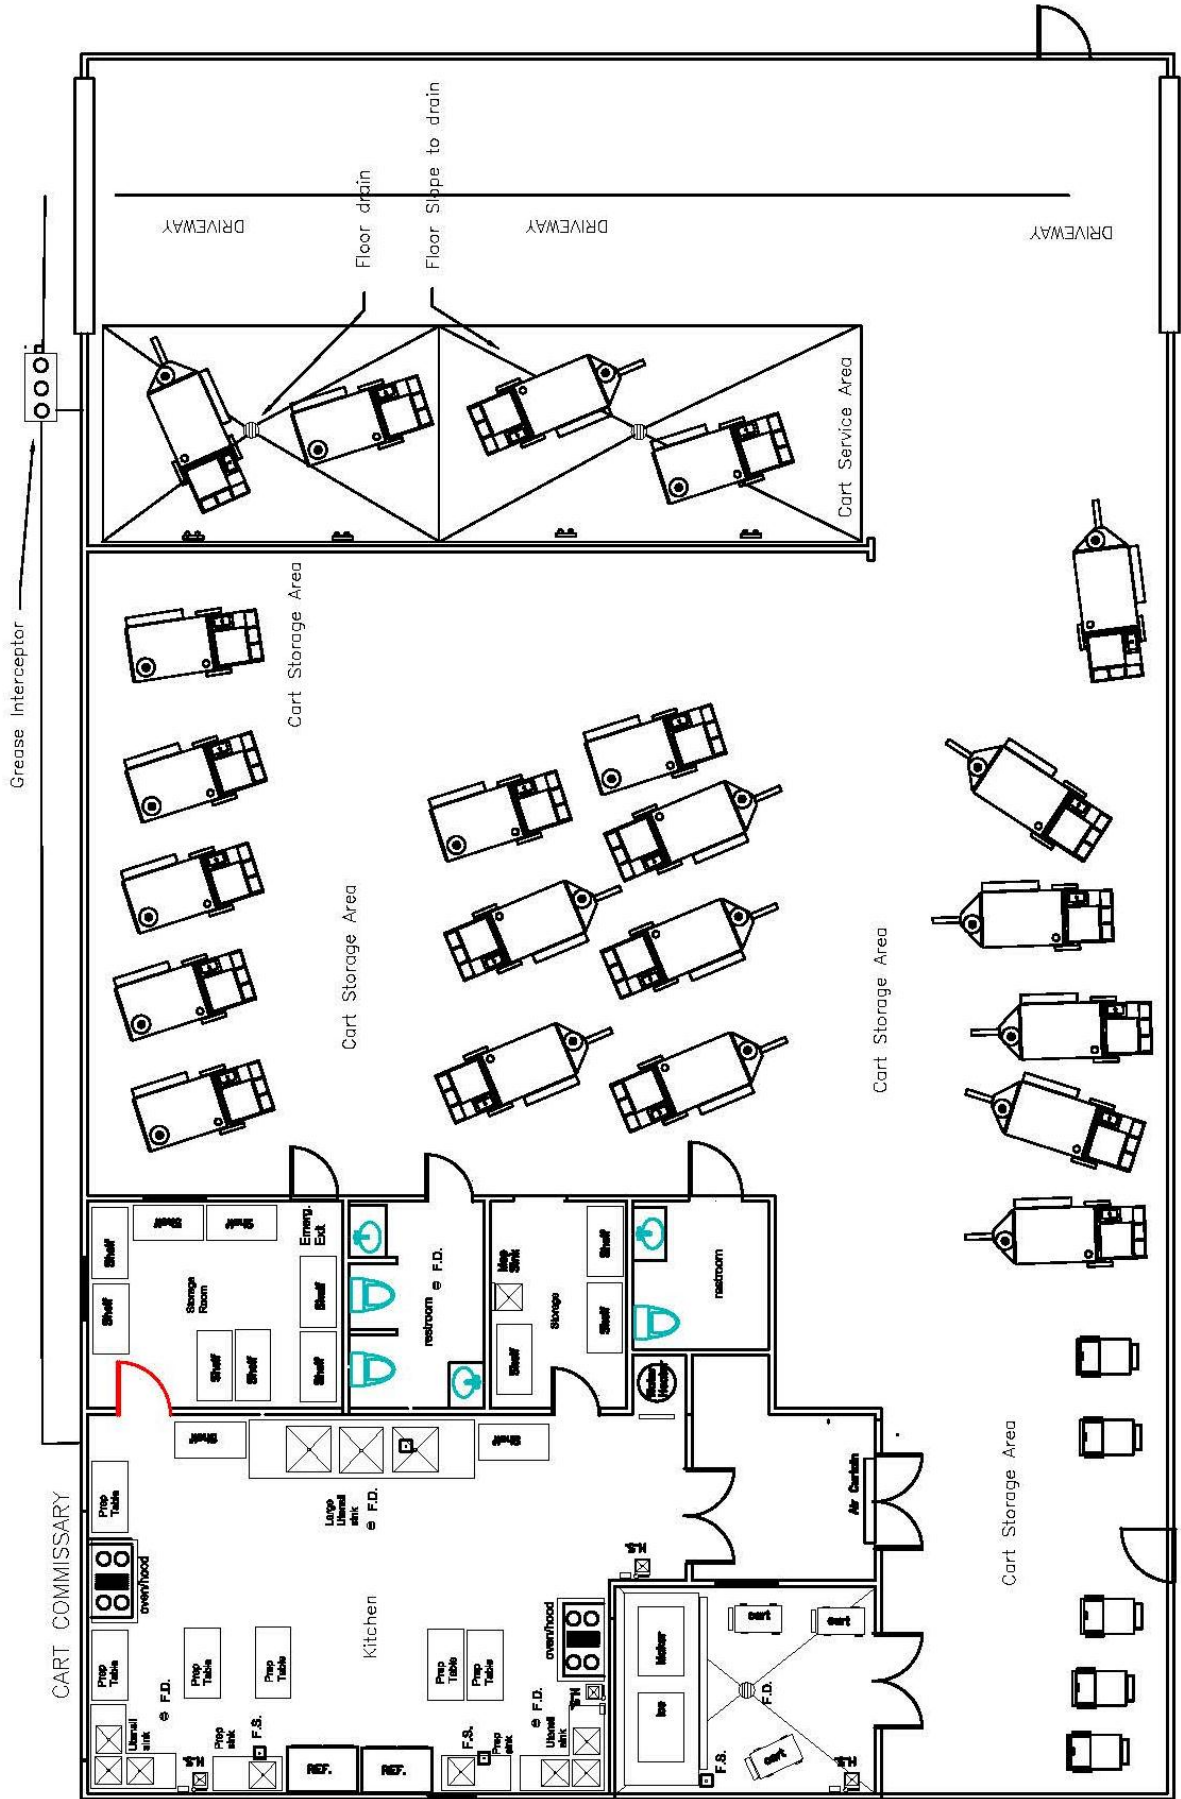 Grease Interceptor
CART COMMISSARY
DRIVEWAY
DRIVEWAY
DRIVEWAY
Floor drain
Floor Slope to drain
Cart Service Area
Cart Storage Area
Cart Storage Area
Cart Storage Area
Cart Storage Area
Shelf
Shelf
Shelf
Shelf
Storage
Room
Emerg.
Exit
Shelf
Shelf
Shelf
Shelf
restroom
F.D.
Mop
Sink
Storage
Shelf
Shelf
Shelf
restroom
Water
Heater
Shelf
Shelf
Large
Utensil
sink
F.D.
Prep
Table
oven/hood
Prep
Table
Prep
Table
Prep
Table
Kitchen
Prep
Table
Prep
Table
oven/hood
H.S.
Air Curtain
Utensil
sink
F.D.
H.S.
Prep
sink
F.S.
REF.
REF.
F.S.
Prep
sink
F.D.
Utensil
sink
H.S.
Ice
Maker
cart
cart
cart
F.D.
F.S.
H.S.